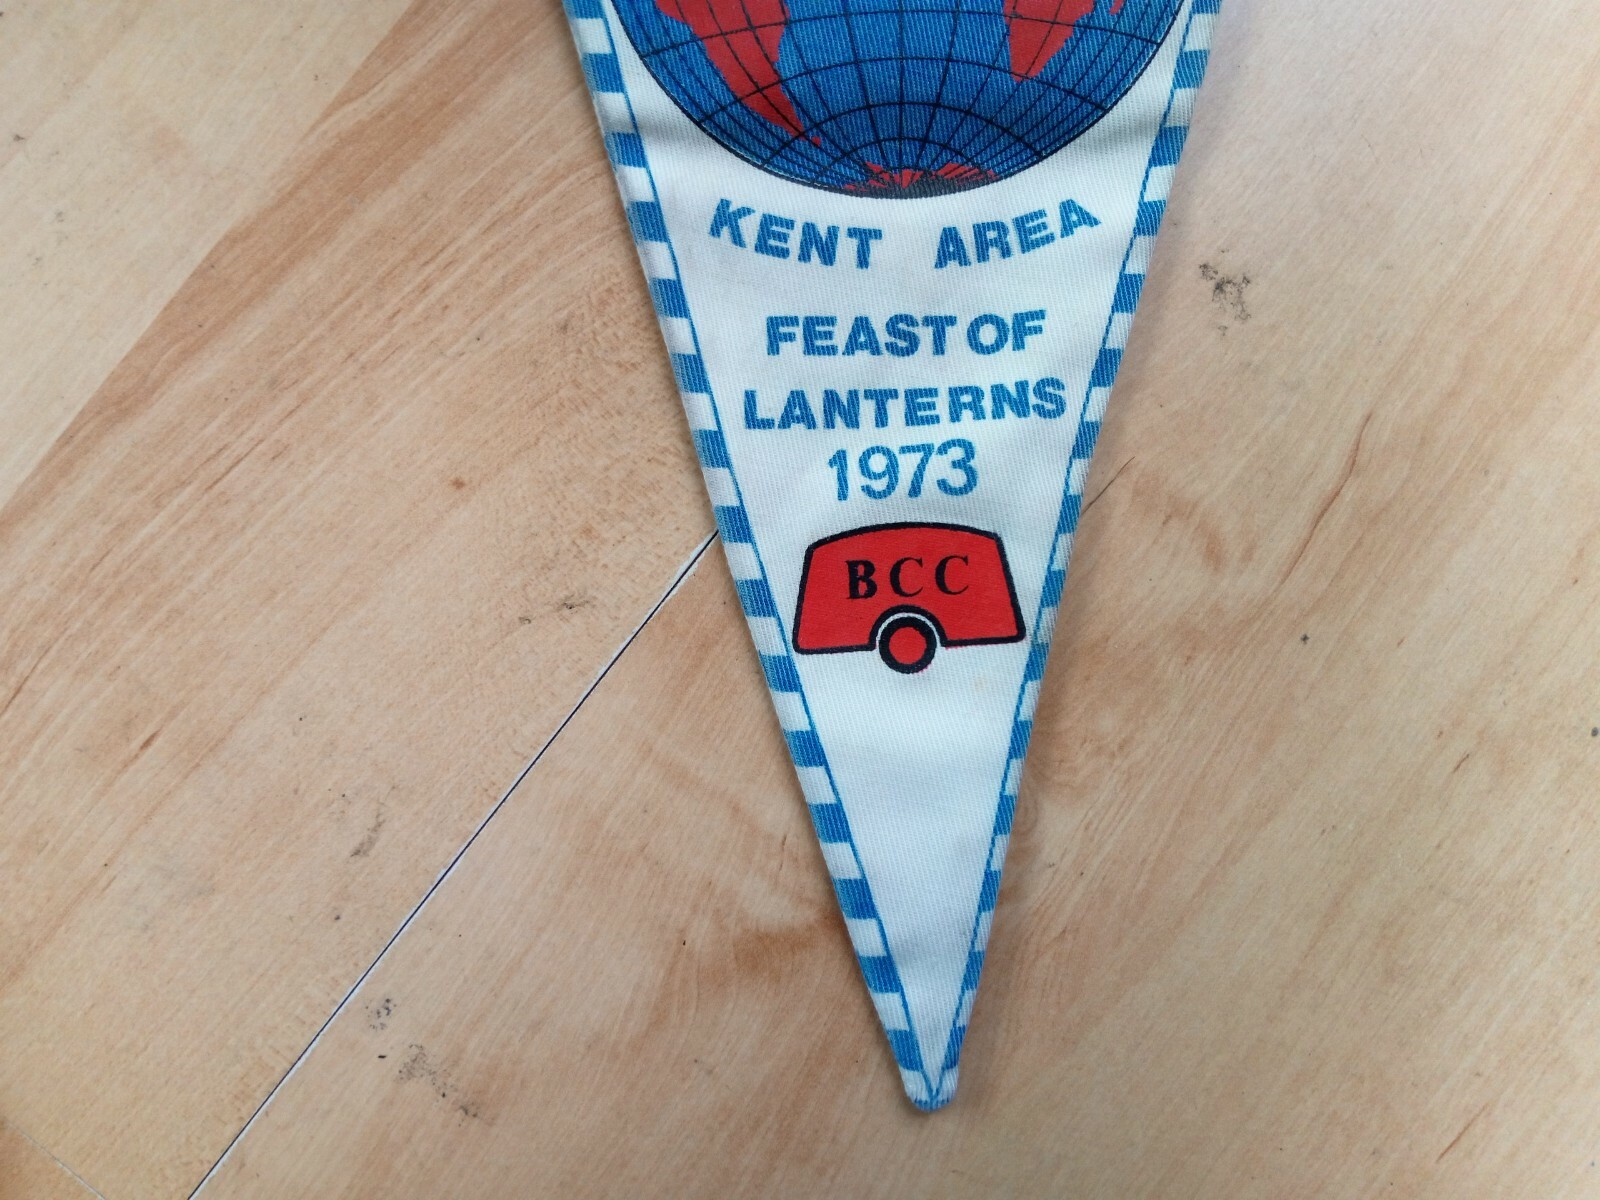 KENT AREA
FEAST OF
LANTERNS
1973
BCC